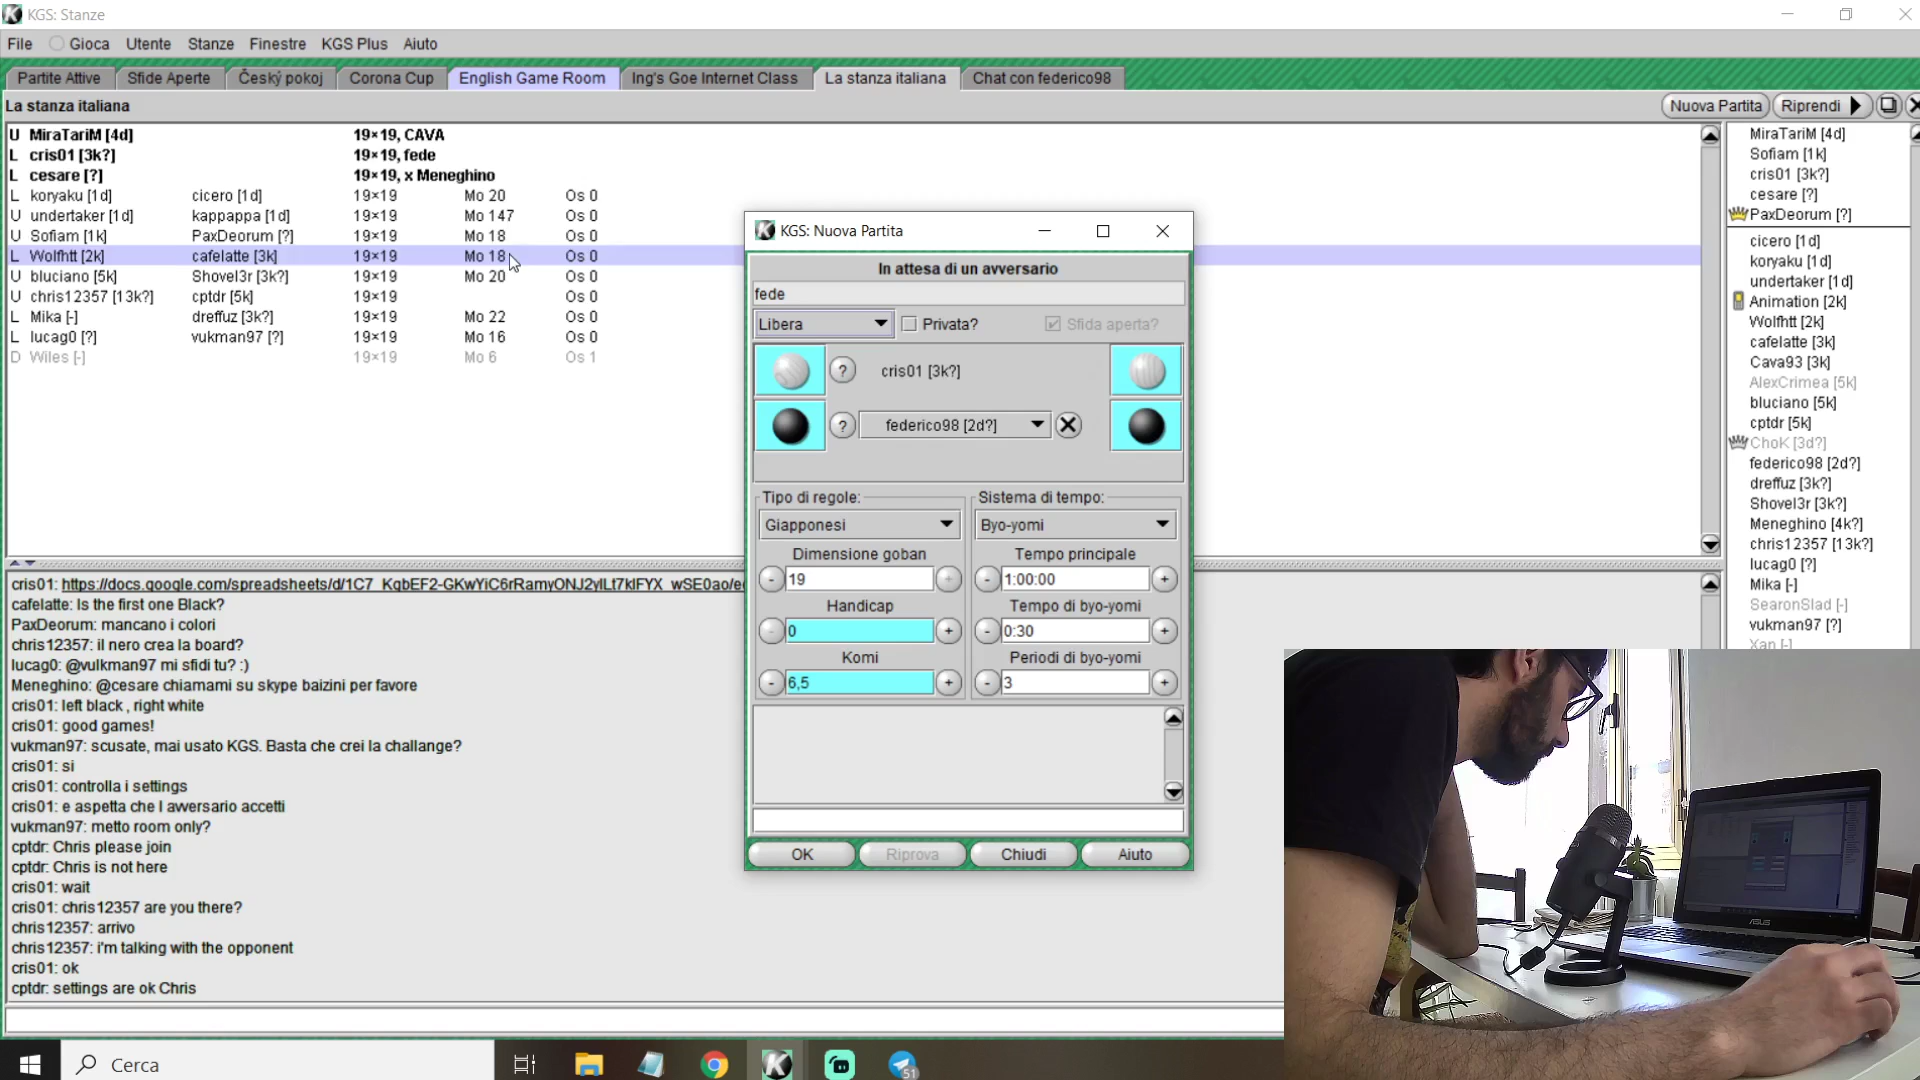 KGS: Stanze
File Gioca Utente Stanze Finestre KGS Plus Aiuto
Partite Attive Sfide Aperte Český pokoj Corona Cup English Game Room Ing's Goe Internet Class La stanza italiana Chat con federico98
La stanza italiana Nuova Partita Riprendi
U MiraTariM [4d] 19×19, CAVA
L cris01 [3k?] 19×19, fede
L cesare [?] 19×19, x Meneghino
L koryaku [1d] cicero [1d] 19×19 Mo 20 Os 0
U undertaker [1d] kappappa [1d] 19×19 Mo 147 Os 0
U Sofiam [1k] PaxDeorum [?] 19×19 Mo 18 Os 0
L Wolfhtt [2k] cafelatte [3k] 19×19 Mo 18 Os 0
U bluciano [5k] Shovel3r [3k?] 19×19 Mo 20 Os 0
U chris12357 [13k?] cptdr [5k] 19×19 Os 0
L Mika [-] dreffuz [3k?] 19×19 Mo 22 Os 0
L lucag0 [?] vukman97 [?] 19×19 Mo 16 Os 0
D Wiles [-] 19×19 Mo 6 Os 1
MiraTariM [4d]
Sofiam [1k]
cris01 [3k?]
cesare [?]
PaxDeorum [?]
cicero [1d]
koryaku [1d]
undertaker [1d]
Animation [2k]
Wolfhtt [2k]
cafelatte [3k]
Cava93 [3k]
AlexCrimea [5k]
bluciano [5k]
cptdr [5k]
ChoK [3d?]
federico98 [2d?]
dreffuz [3k?]
Shovel3r [3k?]
Meneghino [4k?]
chris12357 [13k?]
lucag0 [?]
Mika [-]
SearonSlad [-]
vukman97 [?]
Xan [-]
KGS: Nuova Partita
In attesa di un avversario
fede
Libera Privata? Sfida aperta?
? cris01 [3k?]
? federico98 [2d?]
Tipo di regole: Sistema di tempo:
Giapponesi Byo-yomi
Dimensione goban Tempo principale
- 19 + - 1:00:00 +
Handicap Tempo di byo-yomi
- 0 + - 0:30 +
Komi Periodi di byo-yomi
- 6,5 + - 3 +
OK Riprova Chiudi Aiuto
cris01:
cafelatte: Is the first one Black?
PaxDeorum: mancano i colori
chris12357: il nero crea la board?
lucag0: @vulkman97 mi sfidi tu? :)
Meneghino: @cesare chiamami su skype baizini per favore
cris01: left black , right white
cris01: good games!
vukman97: scusate, mai usato KGS. Basta che crei la challange?
cris01: si
cris01: controlla i settings
cris01: e aspetta che l avversario accetti
vukman97: metto room only?
cptdr: Chris please join
cptdr: Chris is not here
cris01: wait
cris01: chris12357 are you there?
chris12357: arrivo
chris12357: i'm talking with the opponent
cris01: ok
cptdr: settings are ok Chris
ASUS
Cerca
51